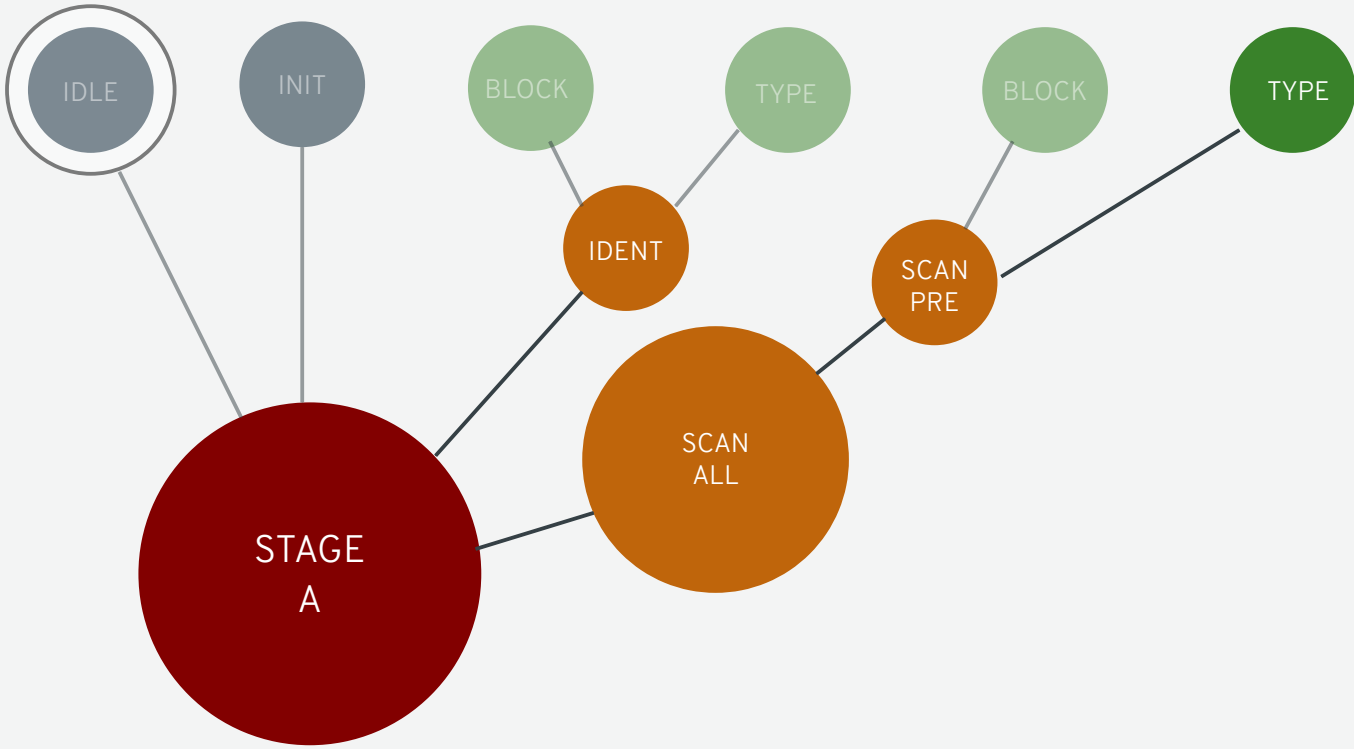 IDLE
INIT
BLOCK
TYPE
BLOCK
TYPE
IDENT
SCAN
PRE
SCAN
ALL
STAGE
A